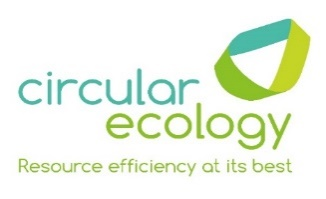 circular
ecology
Resource efficiency at its best